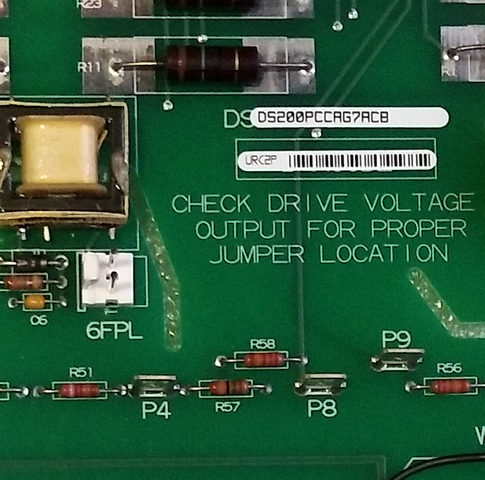 R23
R11
DS
DS200PCCAG7ACB
URC2P
CHECK DRIVE VOLTAGE
OUTPUT FOR PROPER
JUMPER LOCATION
6FPL
R58
P9
R51
R56
P4
R57
P8